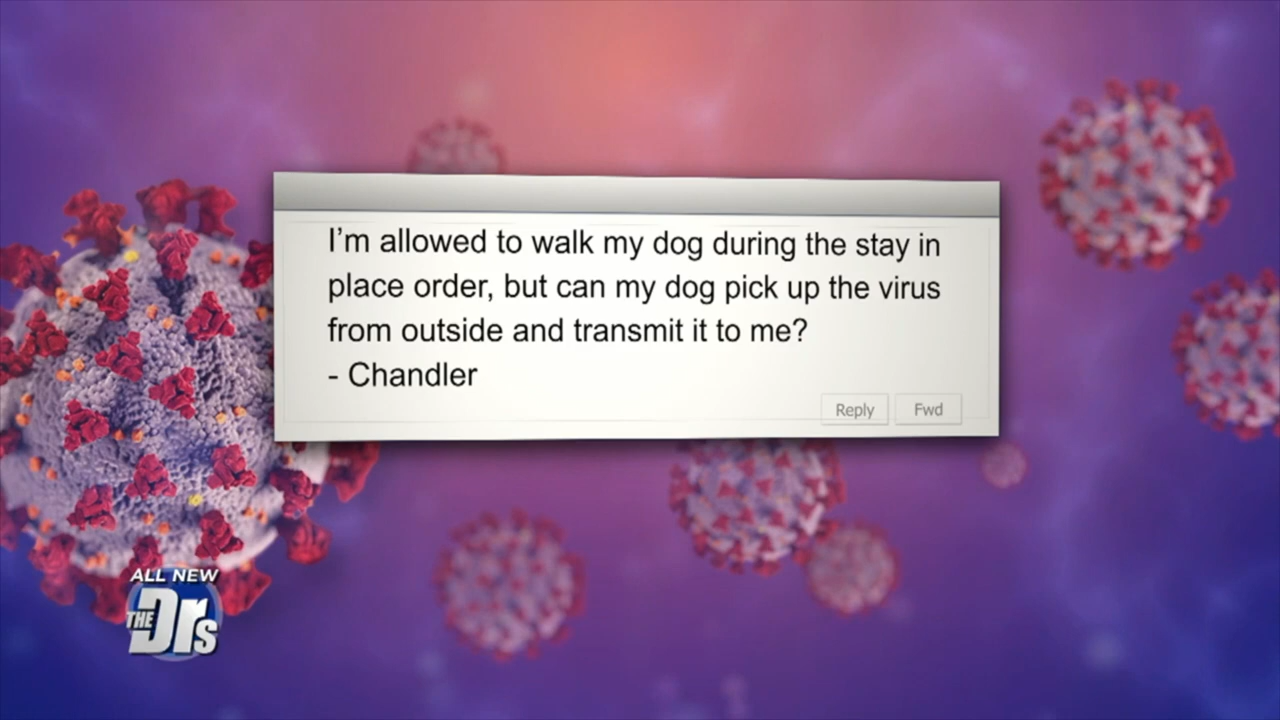 I’m allowed to walk my dog during the stay in
place order, but can my dog pick up the virus
from outside and transmit it to me?
- Chandler
Reply Fwd
ALL NEW
THE Drs